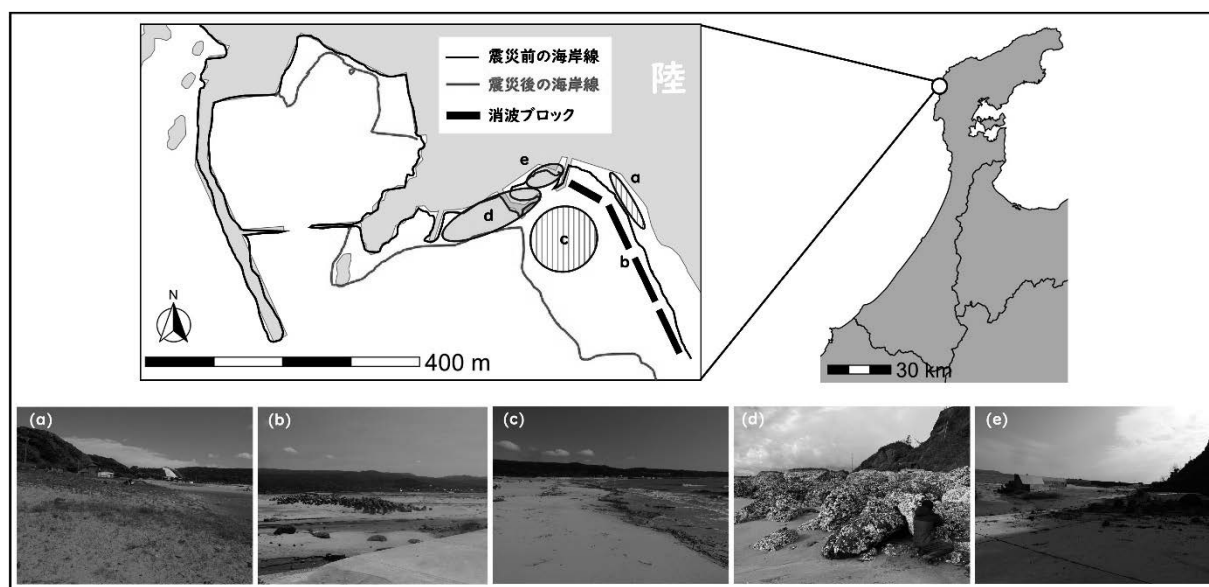 震災前の海岸線
陸
震災後の海岸線
消波ブロック
e
a
d
c
b
N
400 m
30 km
(a)
(b)
(c)
(d)
(e)